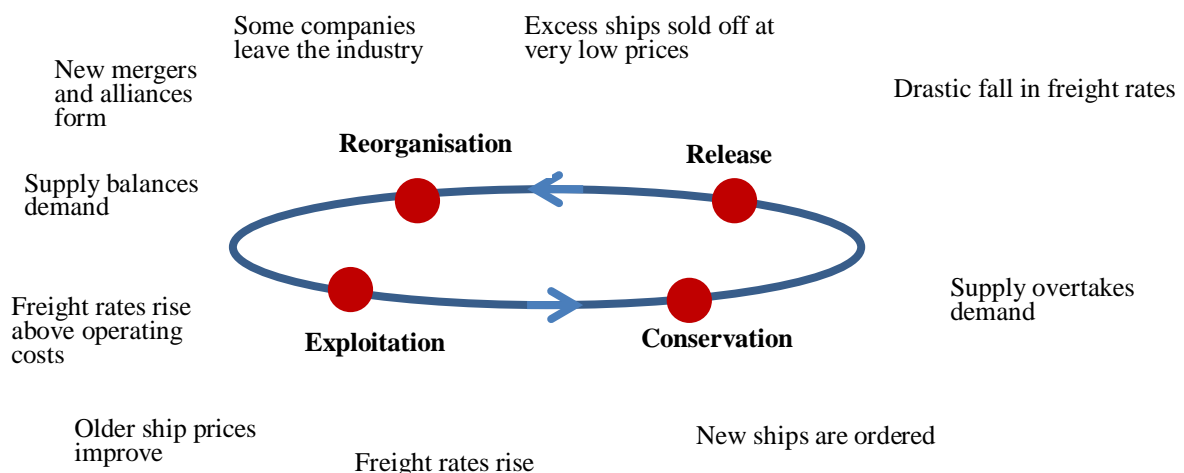 Some companies
leave the industry
Excess ships sold off at
very low prices
New mergers
and alliances
form
Drastic fall in freight rates
Reorganisation
Release
Supply balances
demand
Freight rates rise
above operating
costs
Supply overtakes
demand
Exploitation
Conservation
Older ship prices
improve
New ships are ordered
Freight rates rise